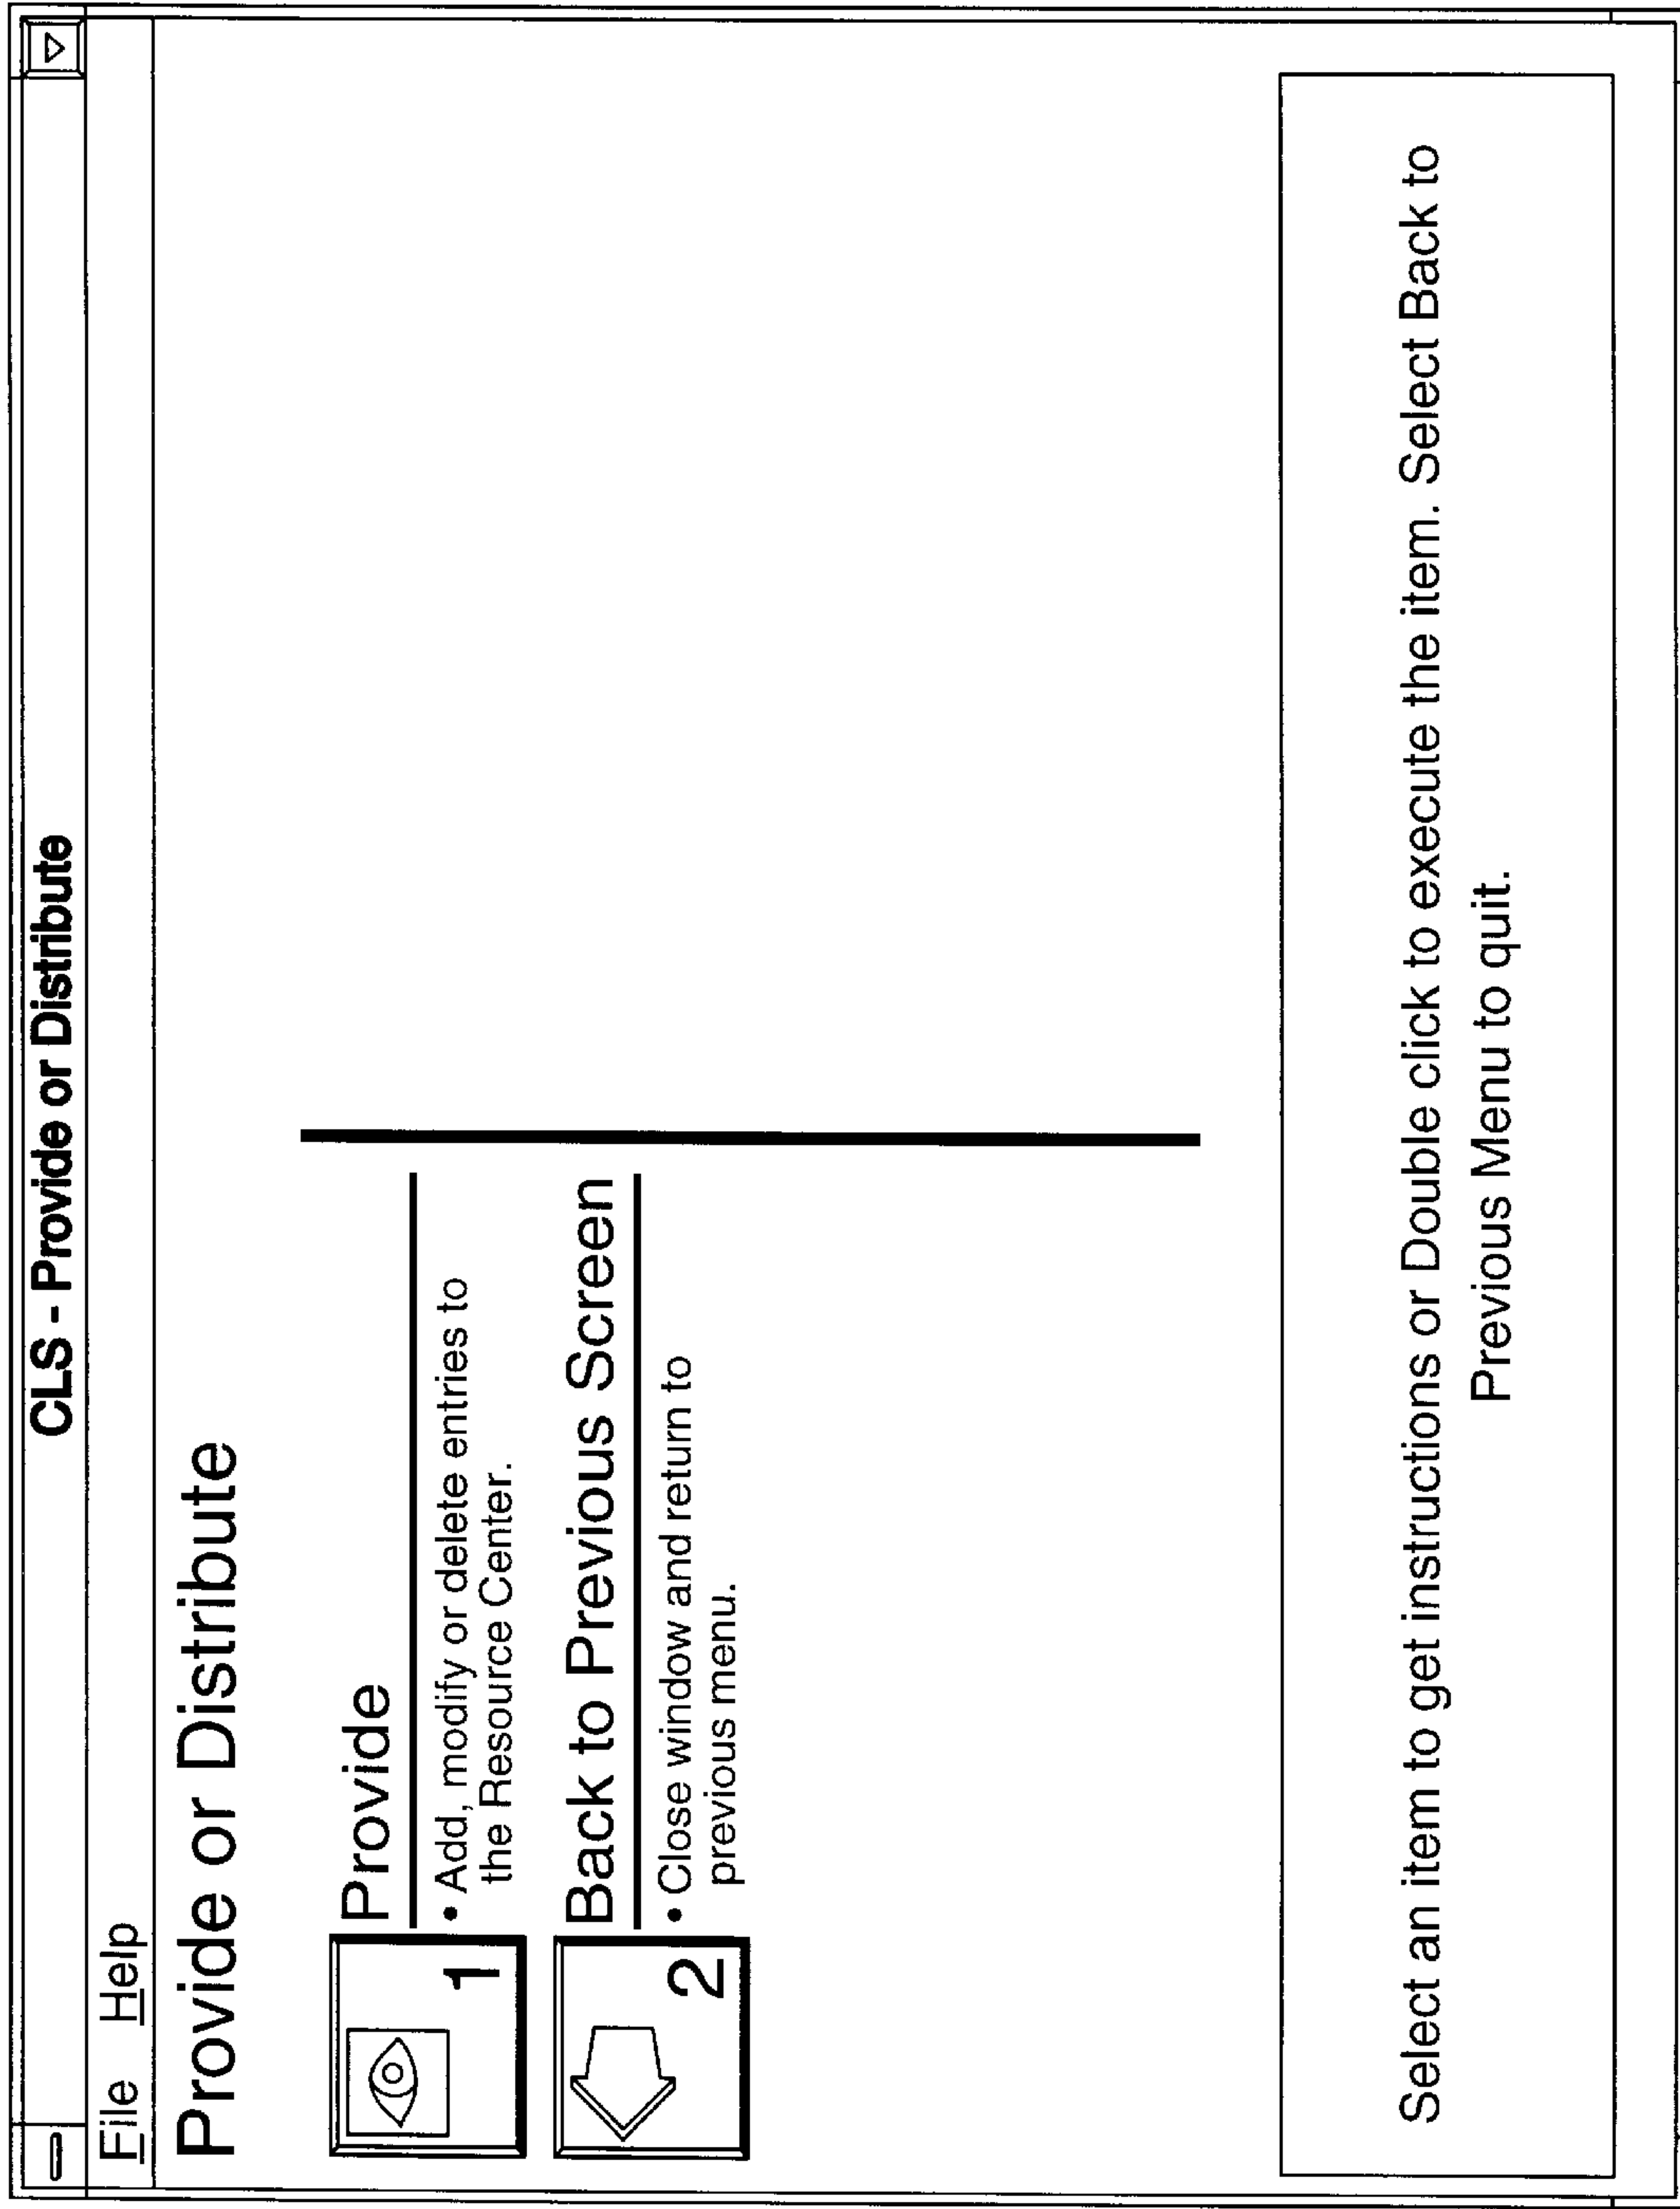 CLS - Provide or Distribute
File Help
Provide or Distribute
1
Provide
• Add, modify or delete entries to
the Resource Center.
2
Back to Previous Screen
• Close window and return to
previous menu.
Select an item to get instructions or Double click to execute the item. Select Back to
Previous Menu to quit.